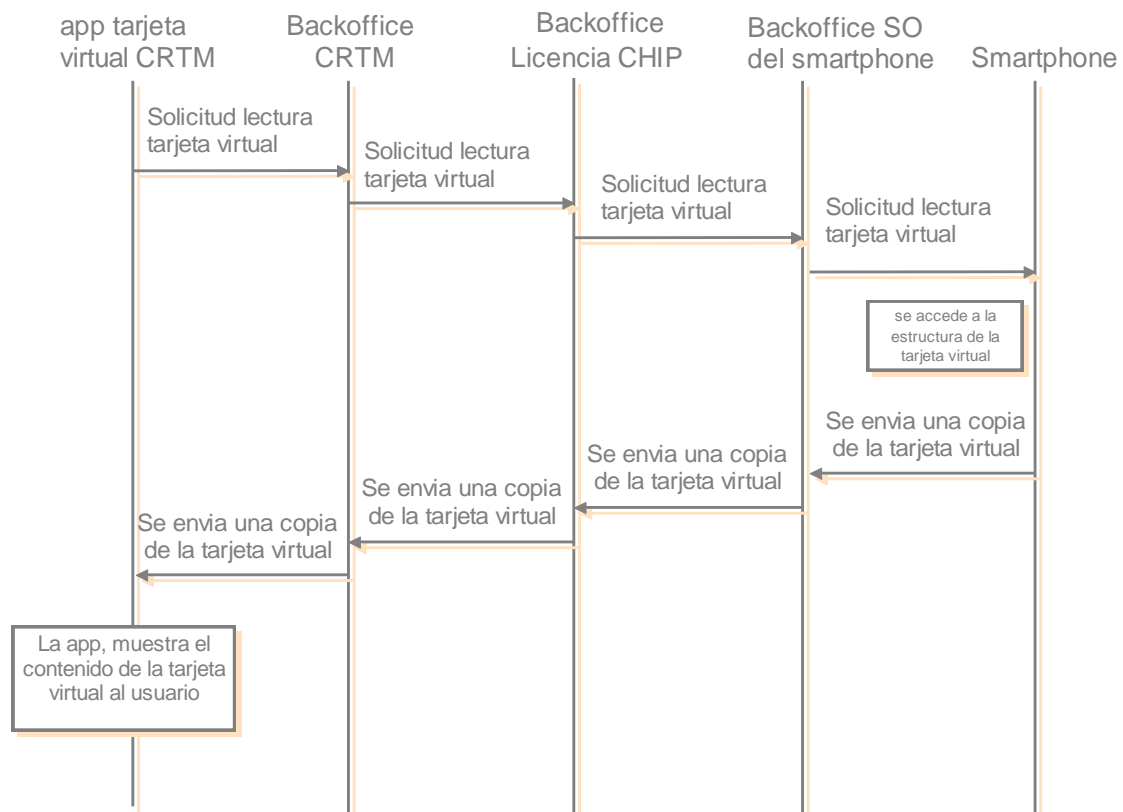 app tarjeta
virtual CRTM
Backoffice
CRTM
Backoffice
Licencia CHIP
Backoffice SO
del smartphone
Smartphone
Solicitud lectura
tarjeta virtual
Solicitud lectura
tarjeta virtual
Solicitud lectura
tarjeta virtual
Solicitud lectura
tarjeta virtual
se accede a la
estructura de la
tarjeta virtual
Se envia una copia
de la tarjeta virtual
Se envia una copia
de la tarjeta virtual
Se envia una copia
de la tarjeta virtual
Se envia una copia
de la tarjeta virtual
La app, muestra el
contenido de la tarjeta
virtual al usuario